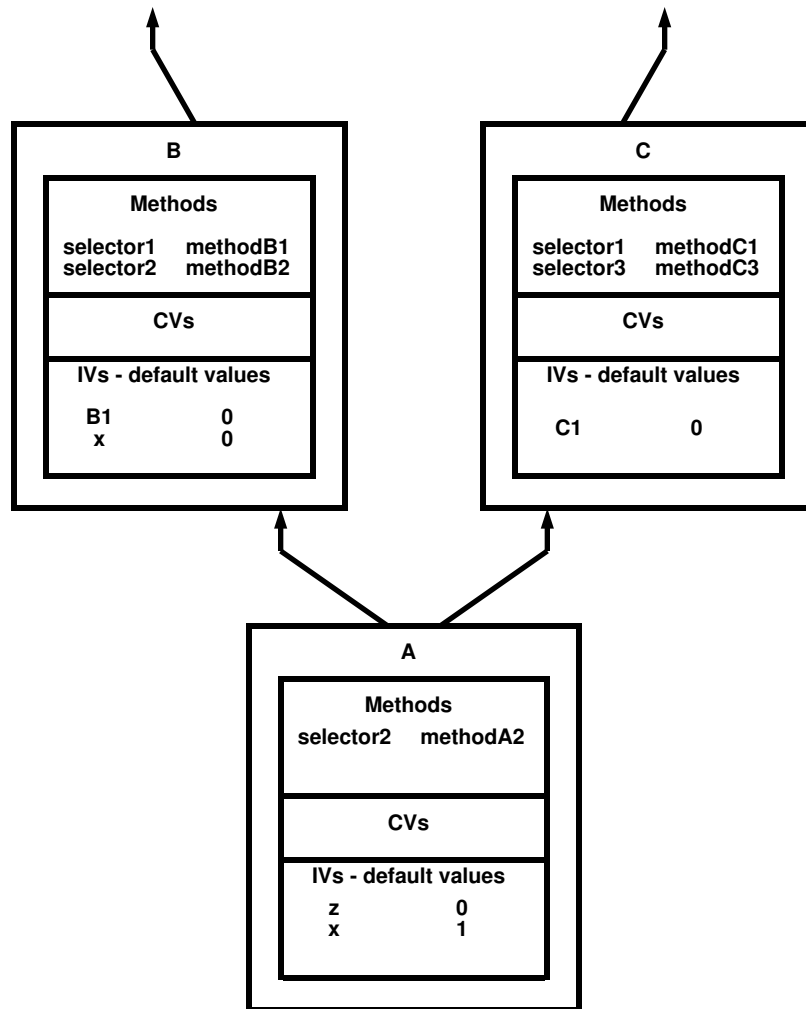 B
Methods
selector1 methodB1
selector2 methodB2
CVs
IVs - default values
B1 0
x 0
C
Methods
selector1 methodC1
selector3 methodC3
CVs
IVs - default values
C1 0
A
Methods
selector2 methodA2
CVs
IVs - default values
z 0
x 1